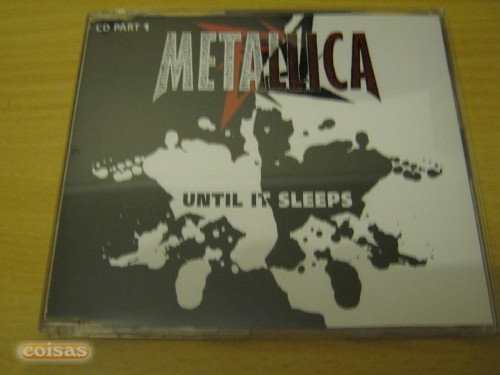 CD PART 1
METALLICA
UNTIL IT SLEEPS
coisas